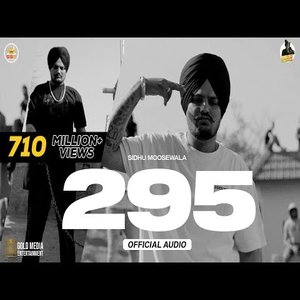 710 MILLION+
VIEWS
SIDHU MOOSEWALA
295
OFFICIAL AUDIO
GOLD MEDIA
ENTERTAINMENT